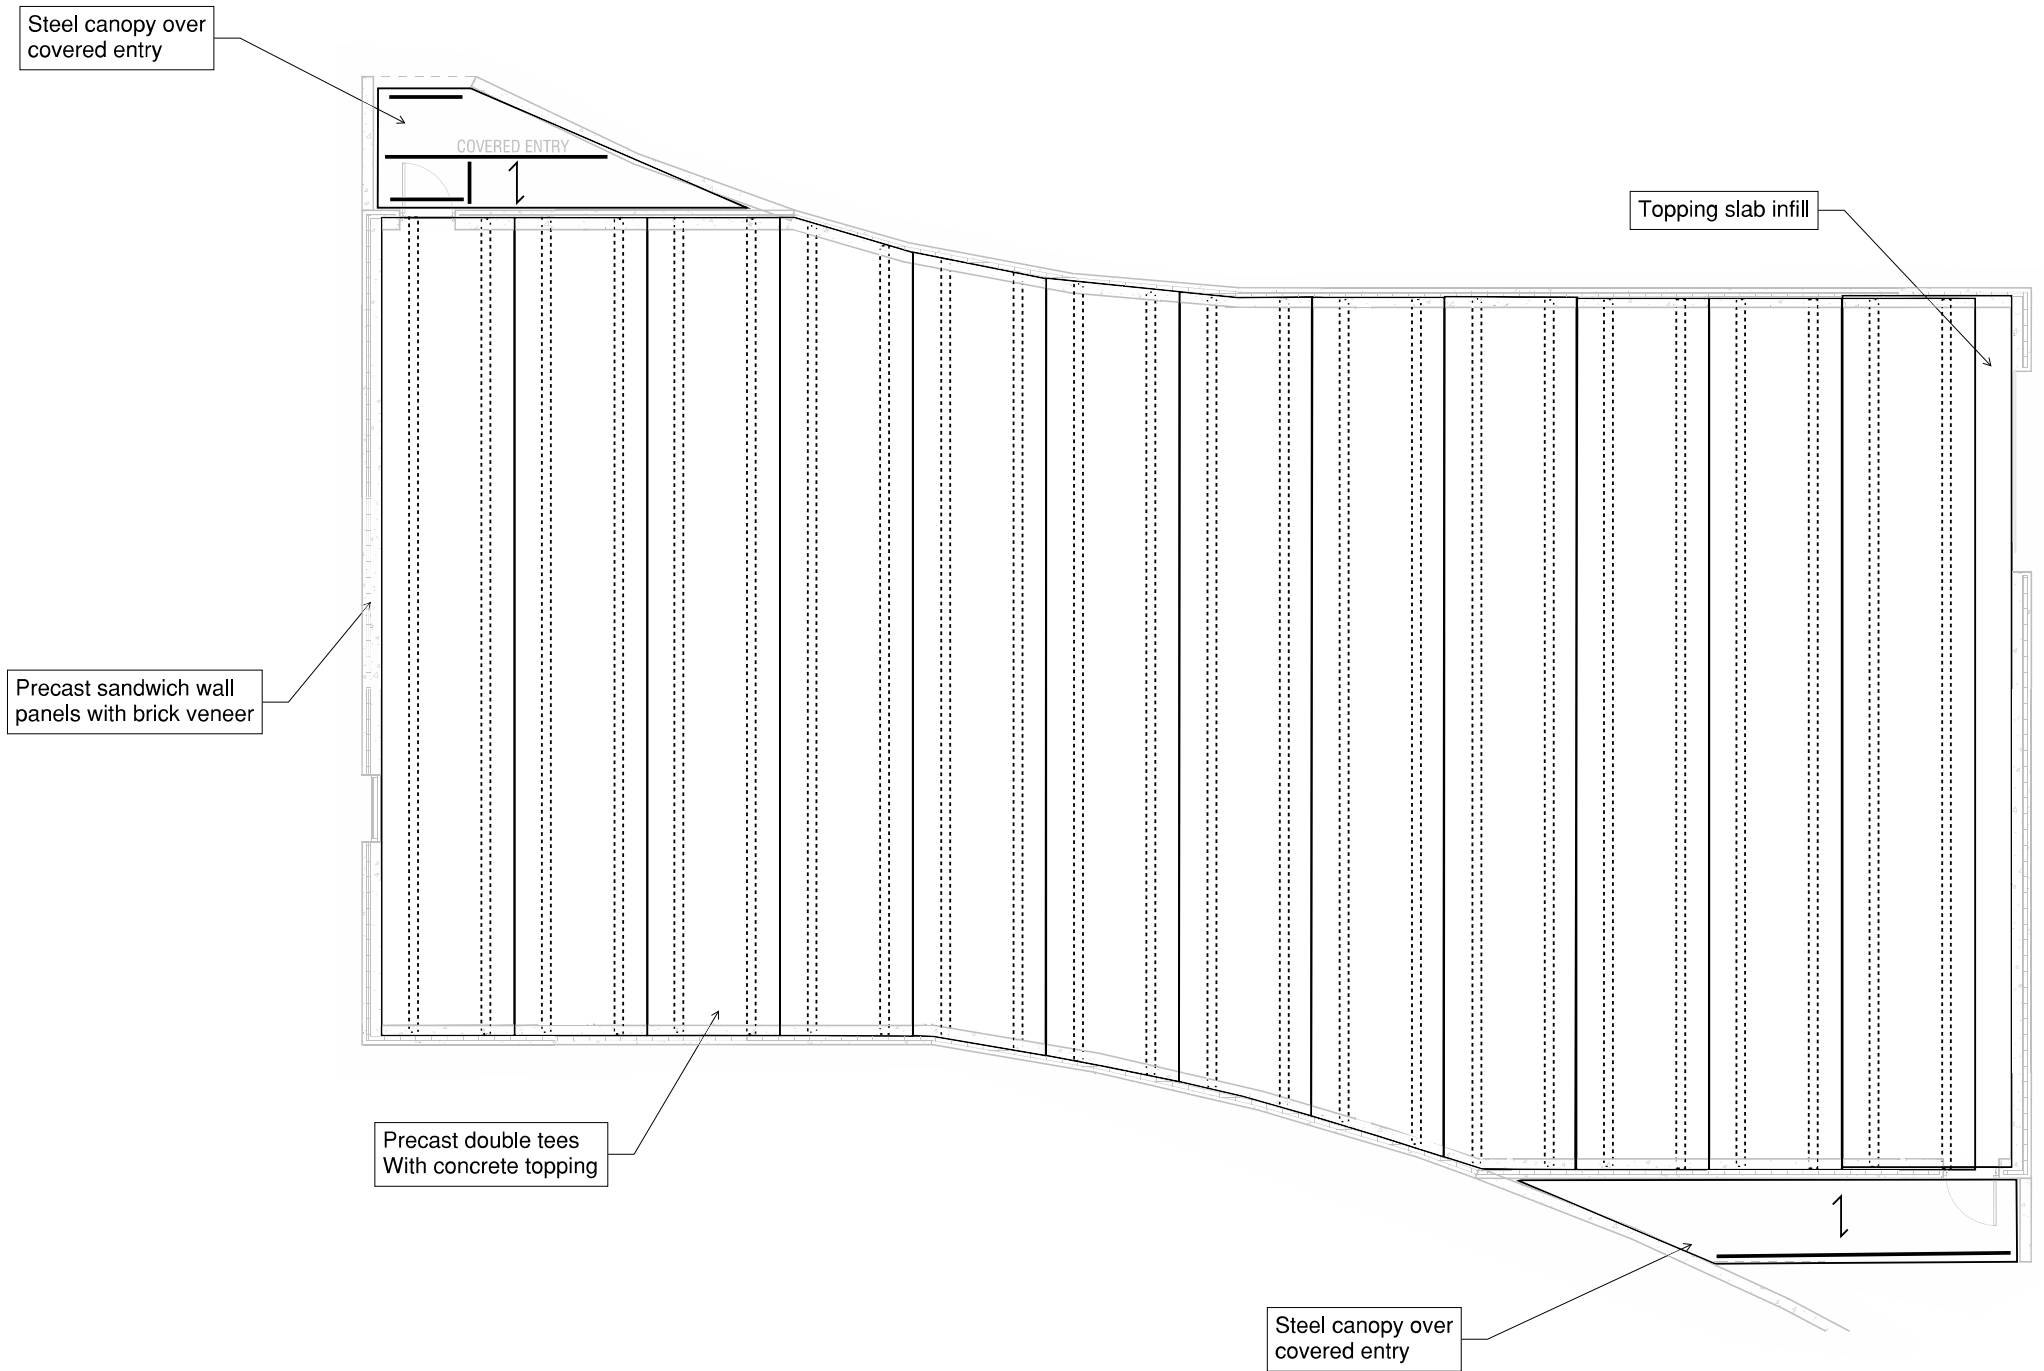 Steel canopy over
covered entry
COVERED ENTRY
Topping slab infill
Precast sandwich wall
panels with brick veneer
Precast double tees
With concrete topping
Steel canopy over
covered entry